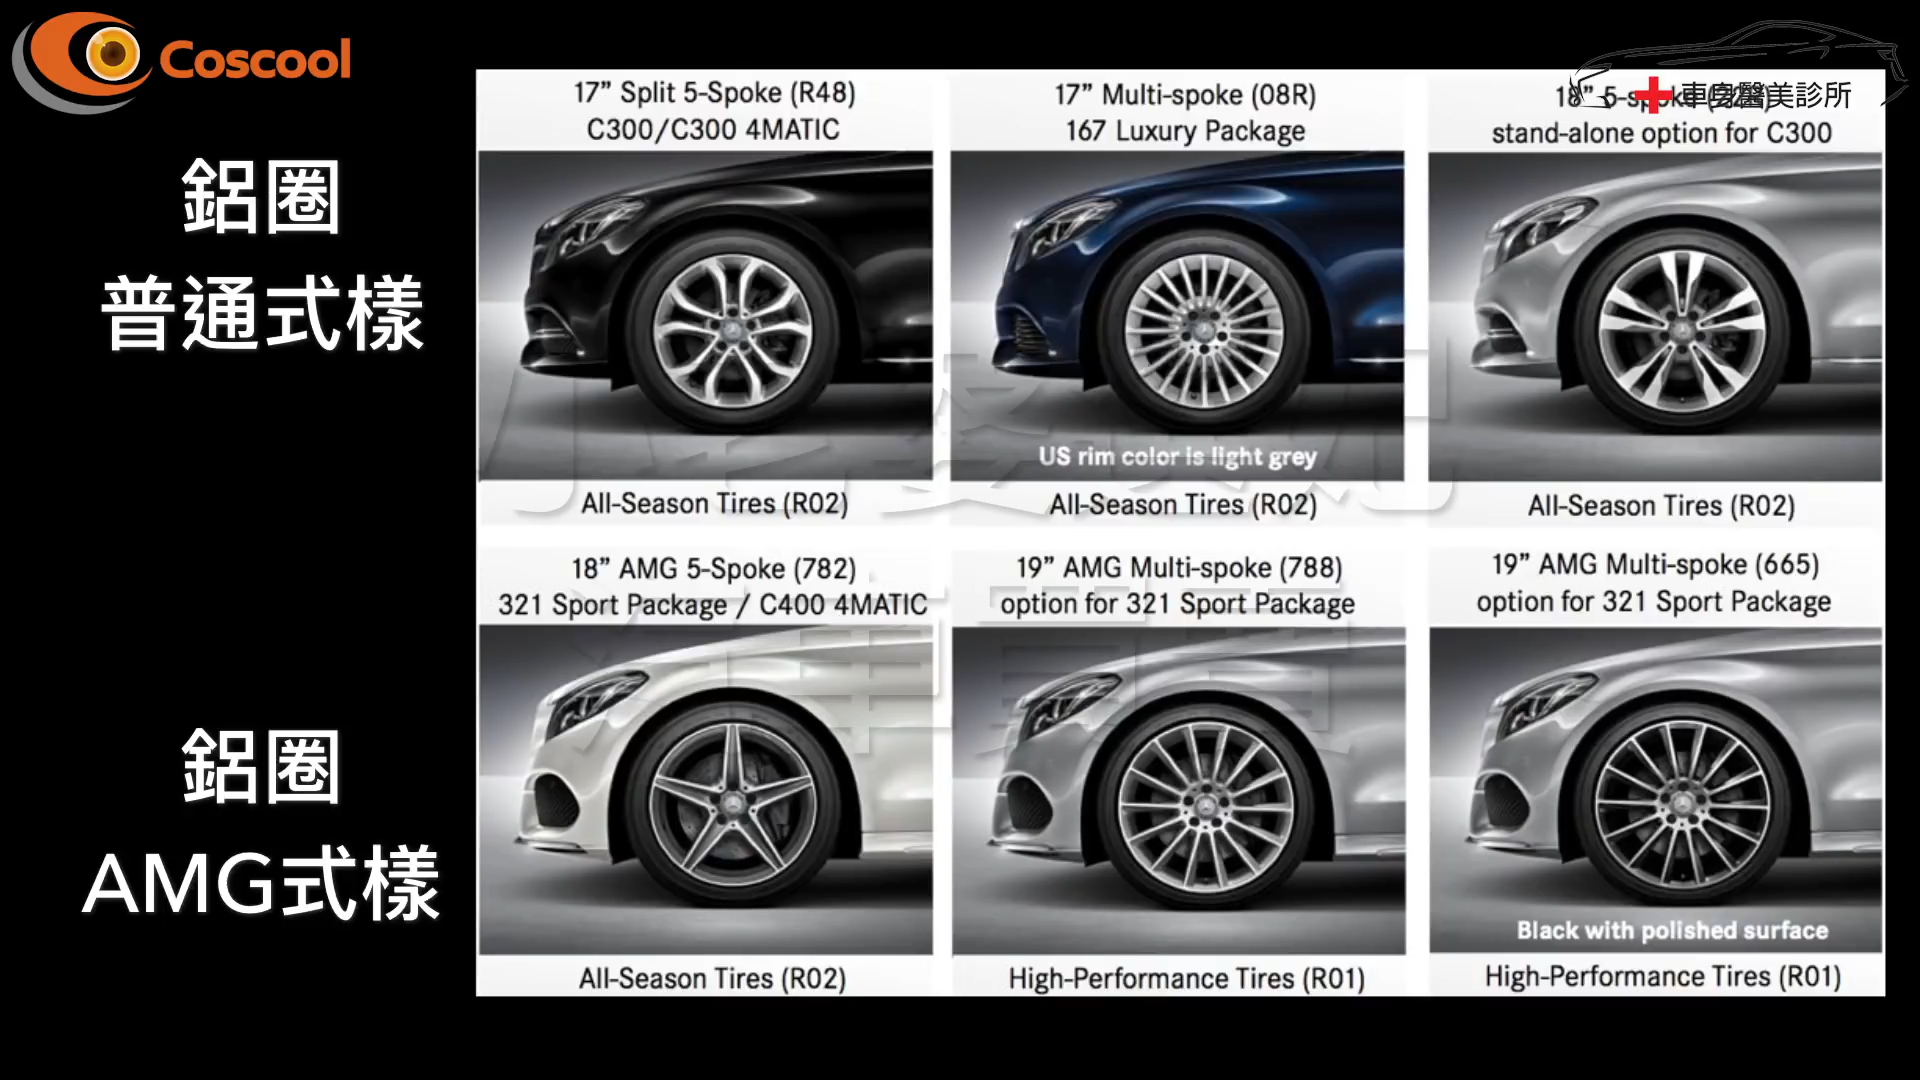 Coscool
車身醫美診所
鋁圈
普通式樣
17” Split 5-Spoke (R48)
C300/C300 4MATIC
All-Season Tires (R02)
17” Multi-spoke (08R)
167 Luxury Package
US rim color is light grey
All-Season Tires (R02)
18” 5-spoke
stand-alone option for C300
All-Season Tires (R02)
鋁圈
AMG式樣
18” AMG 5-Spoke (782)
321 Sport Package / C400 4MATIC
All-Season Tires (R02)
19” AMG Multi-spoke (788)
option for 321 Sport Package
High-Performance Tires (R01)
19” AMG Multi-spoke (665)
option for 321 Sport Package
Black with polished surface
High-Performance Tires (R01)